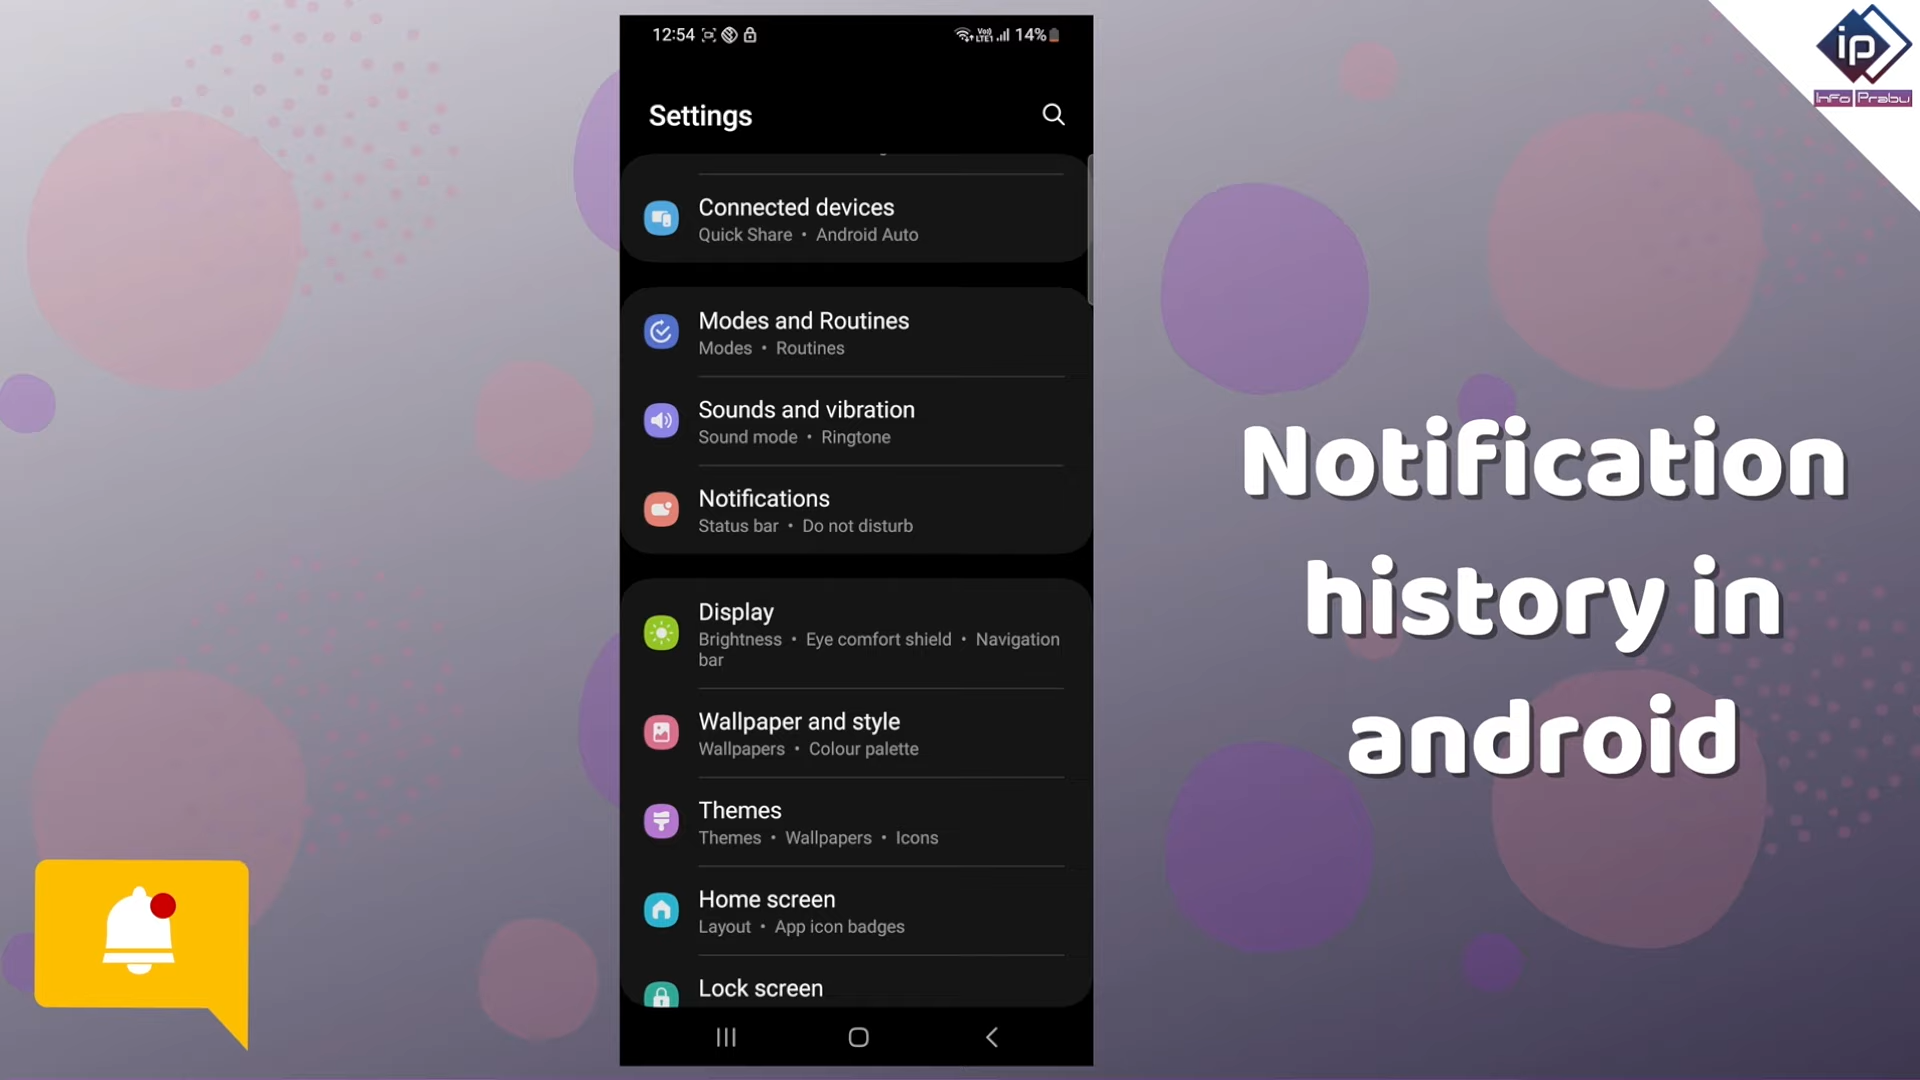 12:54
Vo)
LTE1
14%
Settings
Connected devices
Quick Share • Android Auto
Modes and Routines
Modes • Routines
Sounds and vibration
Sound mode • Ringtone
Notifications
Status bar • Do not disturb
Display
Brightness • Eye comfort shield • Navigation
bar
Wallpaper and style
Wallpapers • Colour palette
Themes
Themes • Wallpapers • Icons
Home screen
Layout • App icon badges
Lock screen
Notification
history in
android
ip
Info Prabu